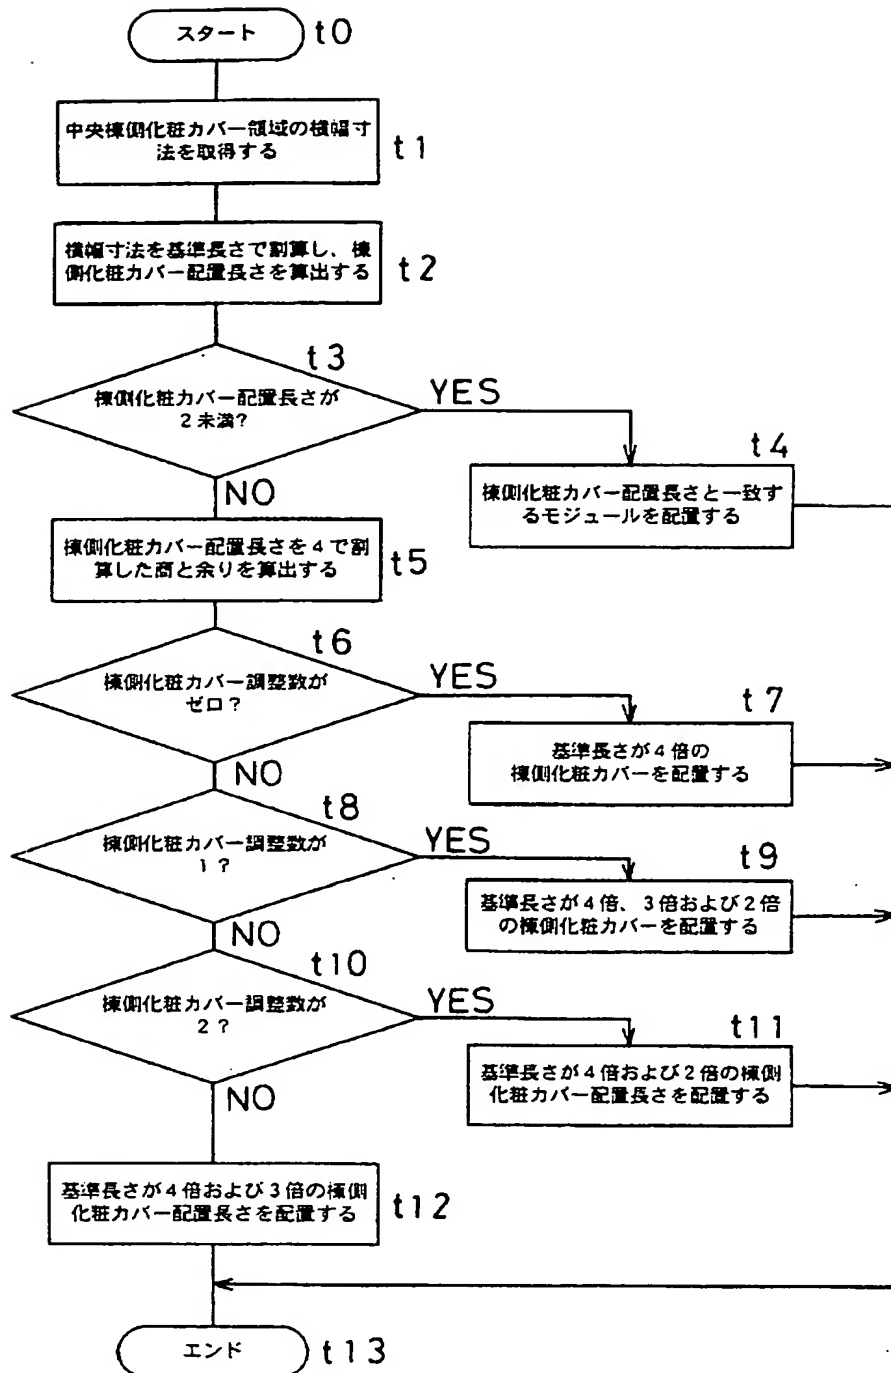 スタート
t0
中央棟側化粧カバー領域の横幅寸
法を取得する
t1
横幅寸法を基準長さで割算し、棟
側化粧カバー配置長さを算出する
t2
t3
棟側化粧カバー配置長さが
2未満?
YES
NO
t4
棟側化粧カバー配置長さと一致す
るモジュールを配置する
棟側化粧カバー配置長さを4で割
算した商と余りを算出する
t5
t6
棟側化粧カバー調整数が
ゼロ?
YES
NO
t7
基準長さが4倍の
棟側化粧カバーを配置する
t8
棟側化粧カバー調整数が
1?
YES
NO
t9
基準長さが4倍、3倍および2倍
の棟側化粧カバーを配置する
t10
棟側化粧カバー調整数が
2?
YES
NO
t11
基準長さが4倍および2倍の棟側
化粧カバー配置長さを配置する
基準長さが4倍および3倍の棟側
化粧カバー配置長さを配置する
t12
エンド
t13